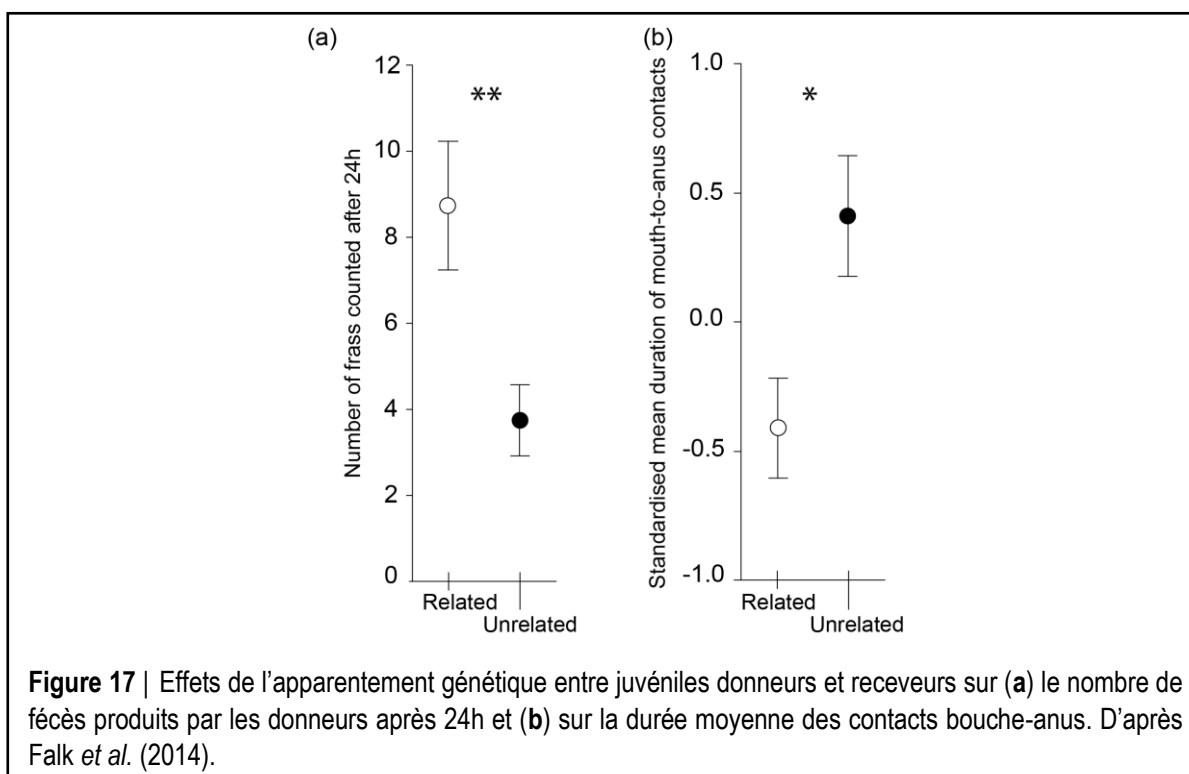 (a)
Number of frass counted after 24h
12
10
8
6
4
2
0
**
Related
Unrelated
(b)
Standardised mean duration of mouth-to-anus contacts
1.0
0.5
0.0
-0.5
-1.0
*
Related
Unrelated
Figure 17 | Effets de l’apparentement génétique entre juvéniles donneurs et receveurs sur (a) le nombre de
fécès produits par les donneurs après 24h et (b) sur la durée moyenne des contacts bouche-anus. D’après
Falk et al. (2014).